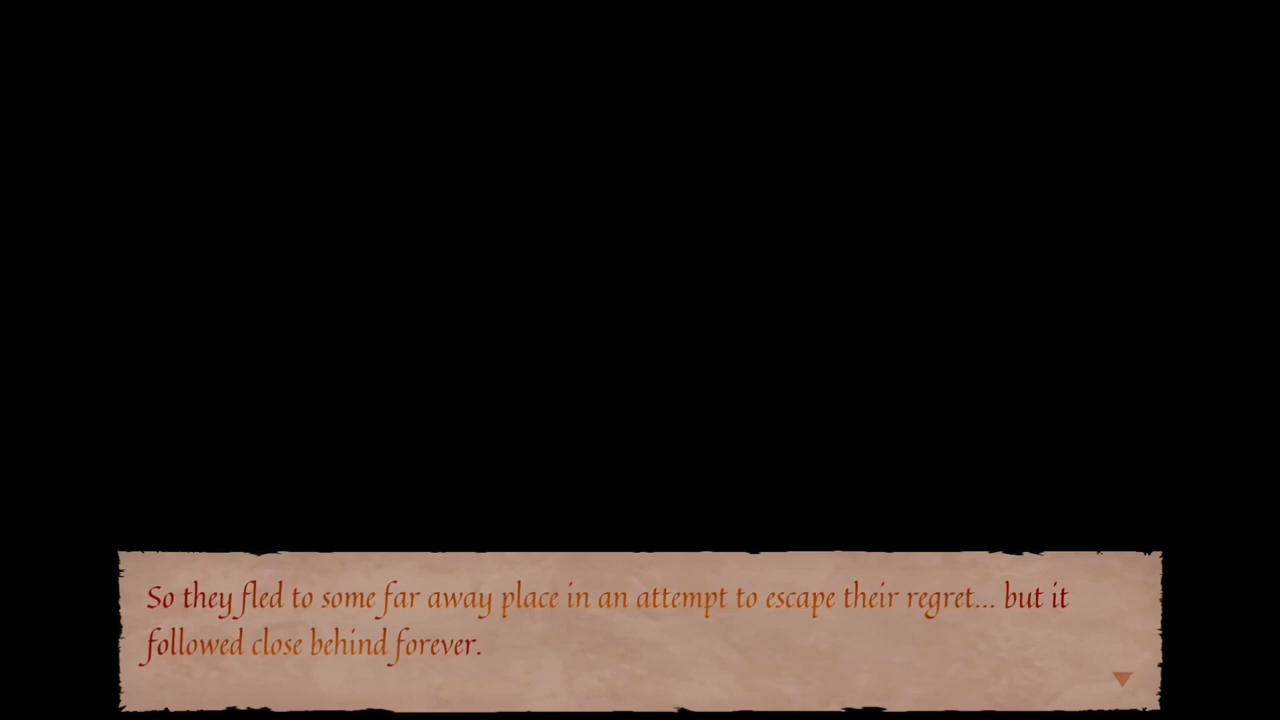 So they fled to some far away place in an attempt to escape their regret... but it
followed close behind forever.